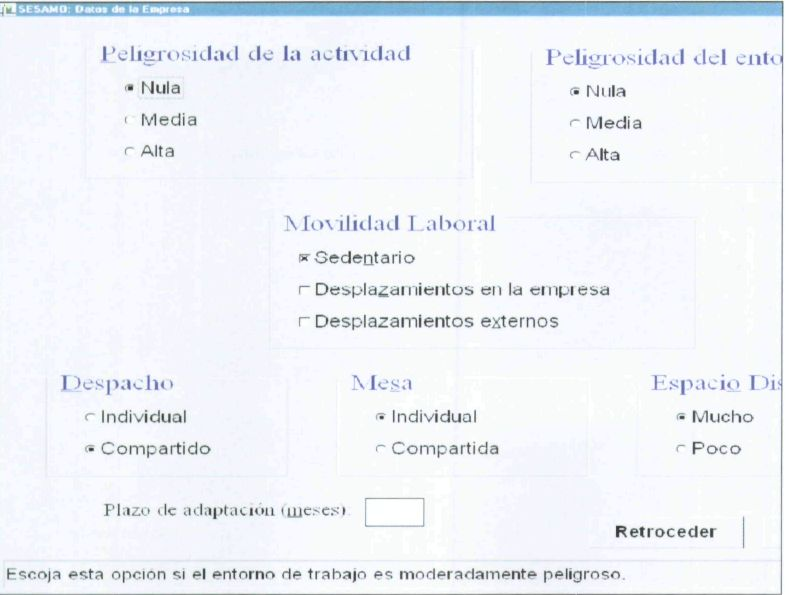 SESAMO: Datos de la Empresa
Peligrosidad de la actividad
Nula
Media
Alta
Peligrosidad del ento
Nula
Media
Alta
Movilidad Laboral
Sedentario
Desplazamientos en la empresa
Desplazamientos externos
Despacho
Individual
Compartido
Mesa
Individual
Compartida
Espacio Dis
Mucho
Poco
Plazo de adaptación (meses):
Retroceder
Escoja esta opción si el entorno de trabajo es moderadamente peligroso.